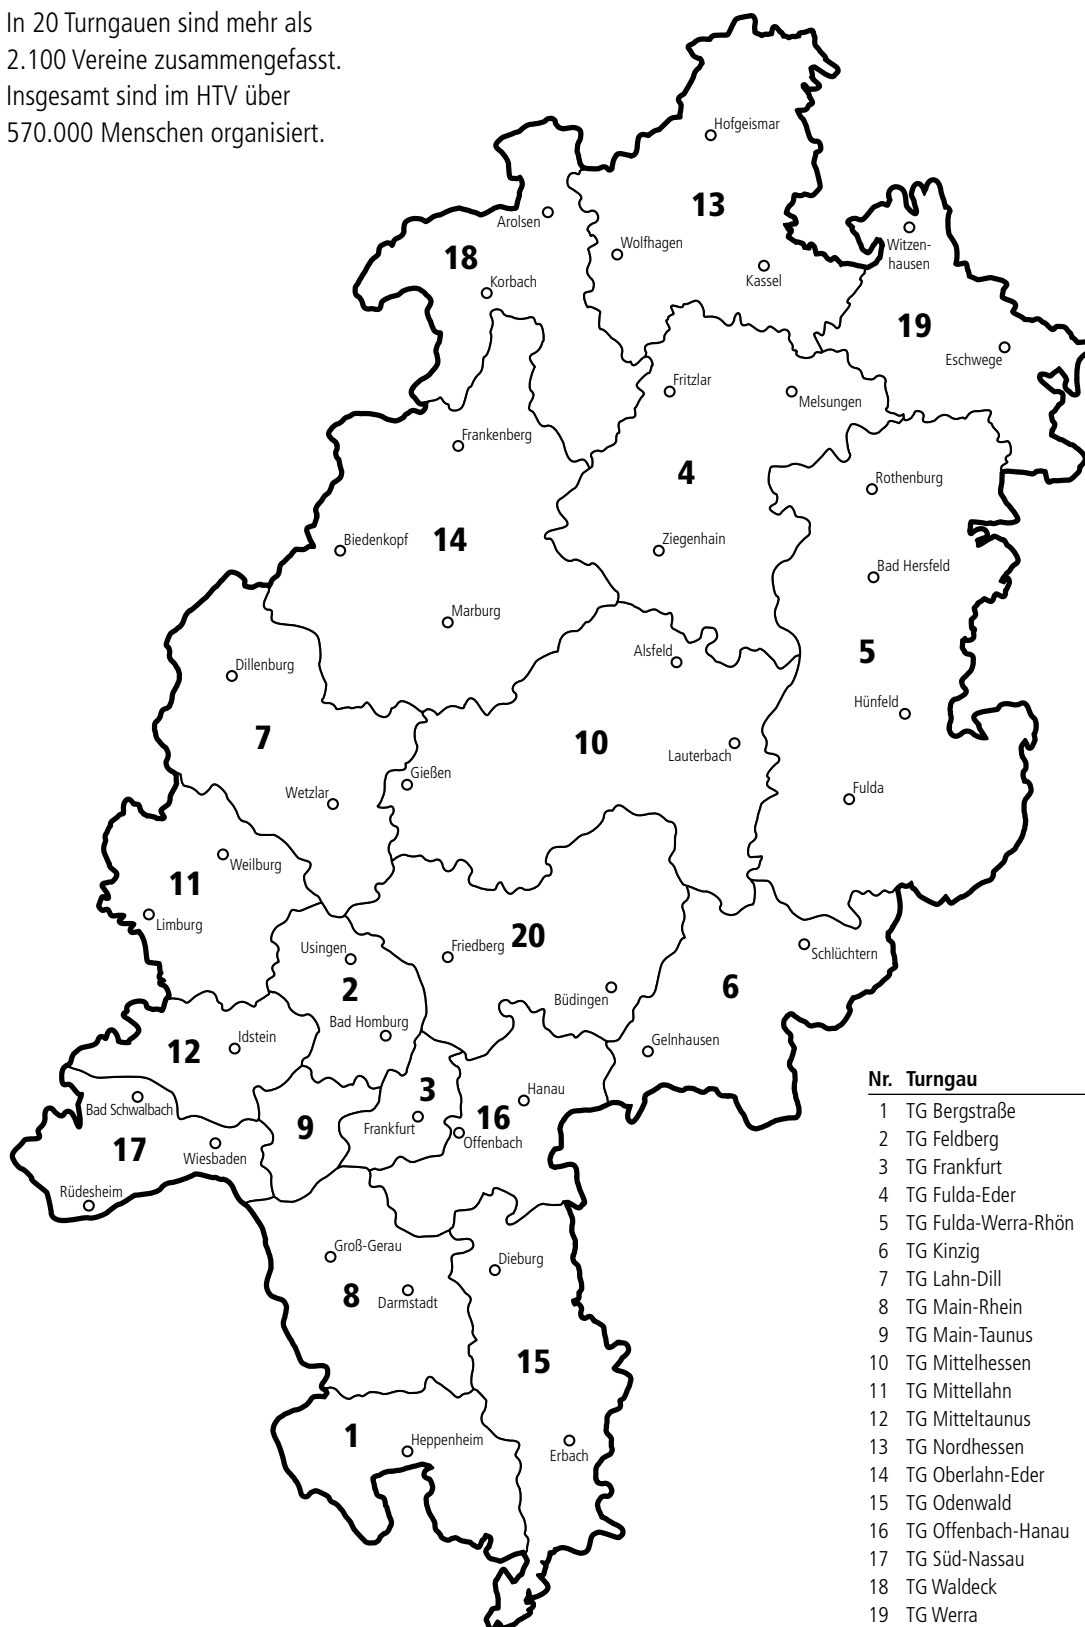 In 20 Turngauen sind mehr als
2.100 Vereine zusammengefasst.
Insgesamt sind im HTV über
570.000 Menschen organisiert.
Hofgeismar
13
Arolsen
Wolfhagen
Witzen-
hausen
18
Kassel
Korbach
19
Eschwege
Fritzlar
Melsungen
Frankenberg
4
Rothenburg
Biedenkopf
14
Ziegenhain
Bad Hersfeld
Marburg
Alsfeld
5
Dillenburg
Hünfeld
7
10
Lauterbach
Gießen
Wetzlar
Fulda
Weilburg
11
Limburg
Usingen
Friedberg
20
Schlüchtern
2
6
Büdingen
Bad Homburg
Idstein
12
Gelnhausen
3
Hanau
Bad Schwalbach
9
Frankfurt
16
Offenbach
17
Wiesbaden
Rüdesheim
Groß-Gerau
Dieburg
8
Darmstadt
15
1
Heppenheim
Erbach
Nr. Turngau
1 TG Bergstraße
2 TG Feldberg
3 TG Frankfurt
4 TG Fulda-Eder
5 TG Fulda-Werra-Rhön
6 TG Kinzig
7 TG Lahn-Dill
8 TG Main-Rhein
9 TG Main-Taunus
10 TG Mittelhessen
11 TG Mittellahn
12 TG Mitteltaunus
13 TG Nordhessen
14 TG Oberlahn-Eder
15 TG Odenwald
16 TG Offenbach-Hanau
17 TG Süd-Nassau
18 TG Waldeck
19 TG Werra